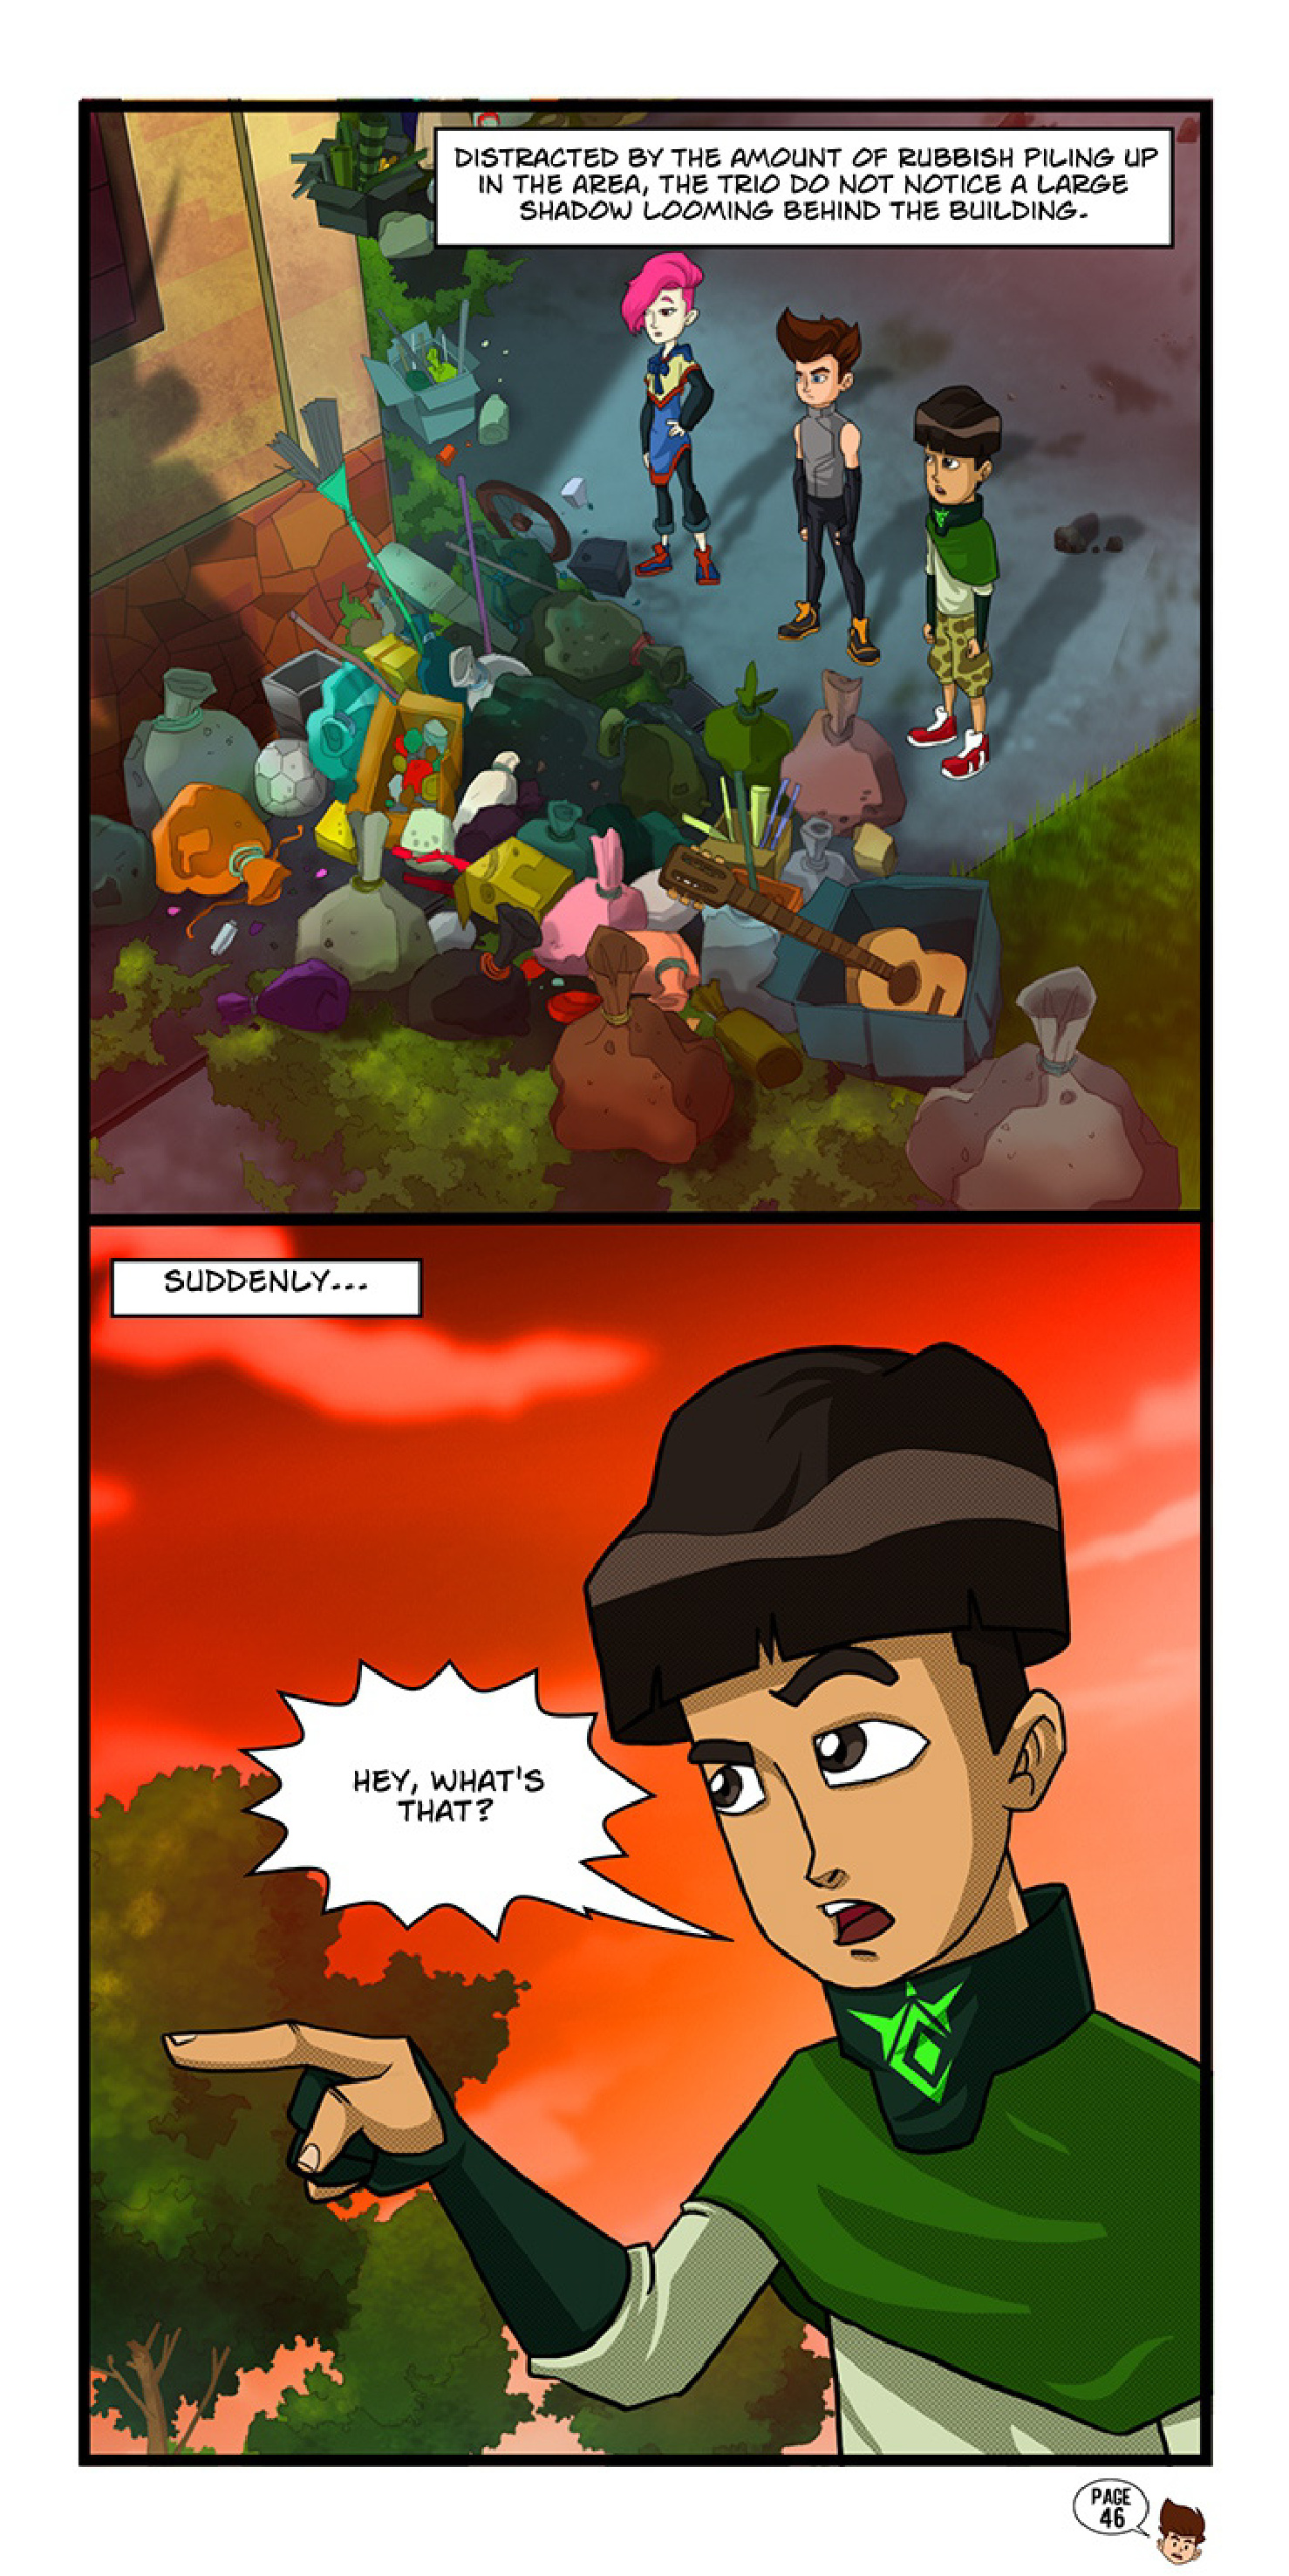 DISTRACTED BY THE AMOUNT OF RUBBISH PILING UP
IN THE AREA, THE TRIO DO NOT NOTICE A LARGE
SHADOW LOOMING BEHIND THE BUILDING.
SUDDENLY...
HEY, WHAT'S
THAT?
PAGE
46